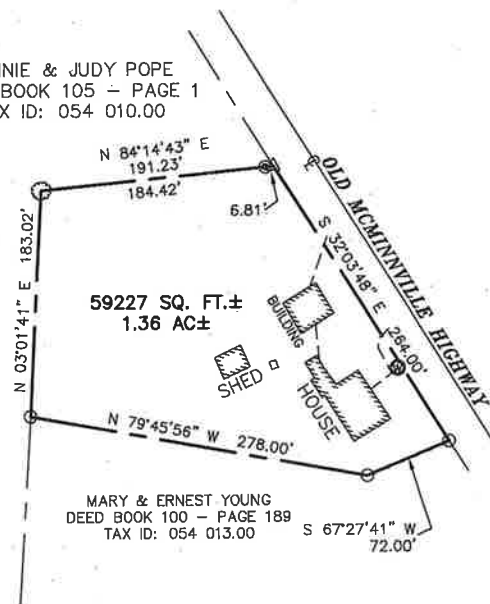 NNIE & JUDY POPE
BOOK 105 – PAGE 1
X ID: 054 010.00
N 84°14'43" E
191.23'
184.42'
6.81'
OLD MCMINNVILLE HIGHWAY
S 32°03'48" E 264.00'
N 03°01'41" E 183.02'
59227 SQ. FT.±
1.36 AC±
BUILDING
SHED
HOUSE
N 79°45'56" W 278.00'
MARY & ERNEST YOUNG
DEED BOOK 100 – PAGE 189
TAX ID: 054 013.00
S 67°27'41" W
72.00'